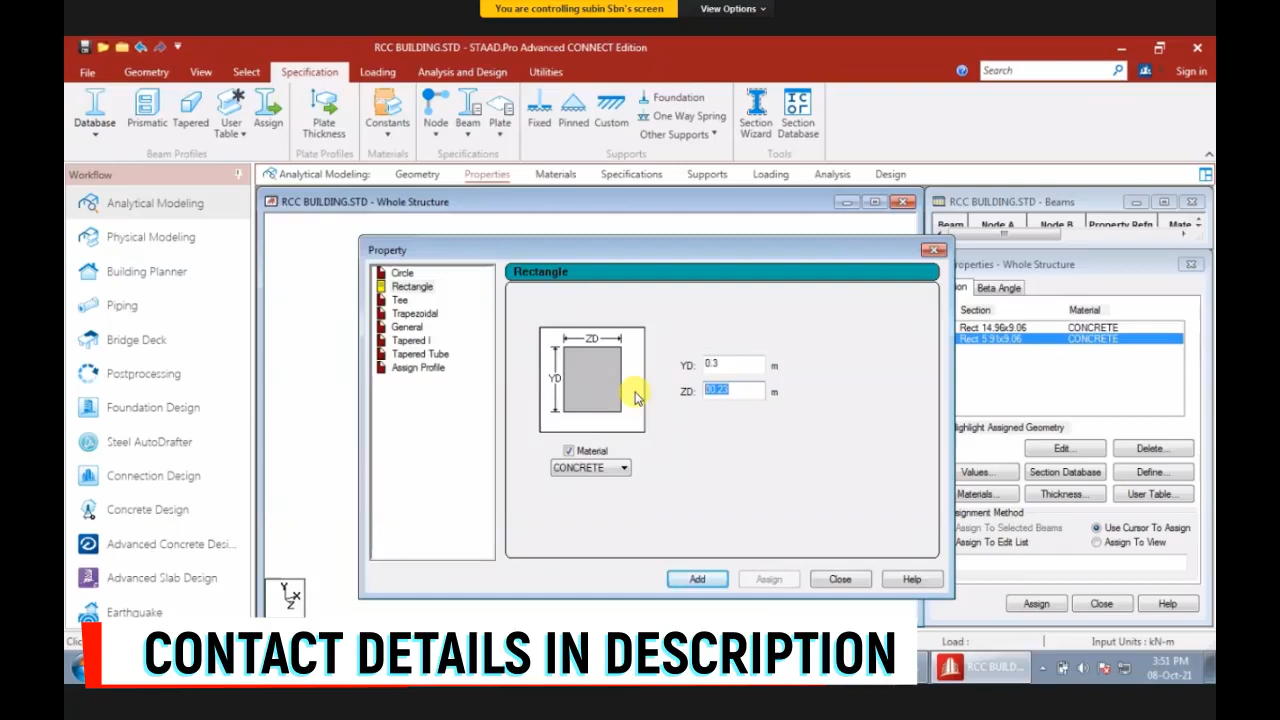 You are controlling subin Sbn's screen
View Options
RCC BUILDING.STD - STAAD.Pro Advanced CONNECT Edition
File Geometry View Select Specification Loading Analysis and Design Utilities
Search
Sign in
Database Prismatic Tapered User Table Assign
Plate Thickness
Constants
Node Beam Plate
Fixed Pinned Custom
Foundation
One Way Spring
Other Supports
Section Wizard
Section Database
Beam Profiles Plate Profiles Materials Specifications Supports Tools
Workflow
Analytical Modeling: Geometry Properties Materials Specifications Supports Loading Analysis Design
Analytical Modeling
Physical Modeling
Building Planner
Piping
Bridge Deck
Postprocessing
Foundation Design
Steel AutoDrafter
Connection Design
Concrete Design
Advanced Concrete Desi...
Advanced Slab Design
Earthquake
RCC BUILDING.STD - Whole Structure
RCC BUILDING.STD - Beams
Beam Node A Node B Property Refn Mate
Property
Circle
Rectangle
Tee
Trapezoidal
General
Tapered I
Tapered Tube
Assign Profile
Rectangle
ZD
YD
YD: 0.3 m
ZD: m
Material
CONCRETE
Add Assign Close Help
roperties - Whole Structure
ion Beta Angle
Section Material
Rect 14.96x9.06 CONCRETE
Rect 5.91x9.06 CONCRETE
ighlight Assigned Geometry
Edit... Delete...
Values... Section Database Define...
Materials... Thickness... User Table...
ssignment Method
Assign To Selected Beams Use Cursor To Assign
Assign To Edit List Assign To View
Assign Close Help
Y
X
Z
Load : Input Units : kN-m
CONTACT DETAILS IN DESCRIPTION
RCC BUILD...
3:51 PM
08-Oct-21